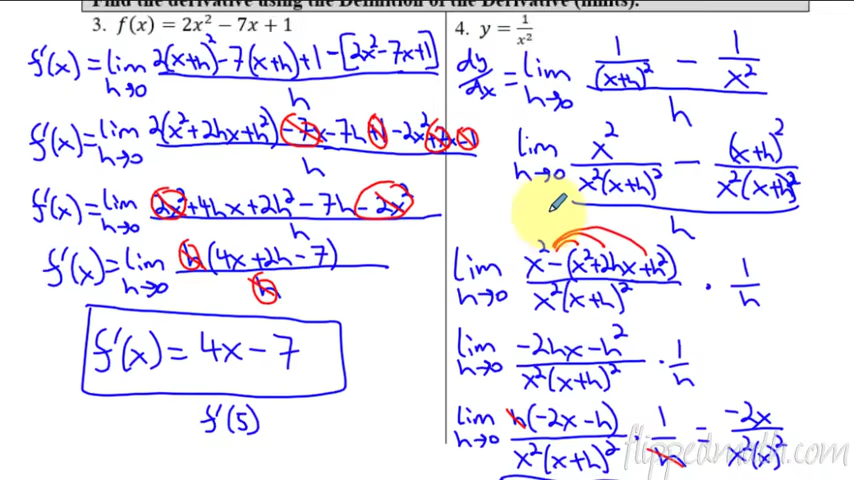 Find the derivative using the Definition of the Derivative (limits).
3. f(x) = 2x² − 7x + 1
f'(x) = lim h→0 2(x+h)² − 7(x+h) + 1 − [2x² − 7x + 1] / h
f'(x) = lim h→0 2(x² + 2hx + h²) − 7x − 7h + 1 − 2x² + 7x − 1 / h
f'(x) = lim h→0 2x² + 4hx + 2h² − 7h − 2x² / h
f'(x) = lim h→0 h(4x + 2h − 7) / h
f'(x) = 4x − 7
f'(5)
4. y = 1/x²
dy/dx = lim h→0 1/(x+h)² − 1/x² / h
lim h→0 x²/x²(x+h)² − (x+h)²/x²(x+h)² / h
lim h→0 x² − (x² + 2hx + h²) / x²(x+h)² · 1/h
lim h→0 −2hx − h² / x²(x+h)² · 1/h
lim h→0 h(−2x − h) / x²(x+h)² · 1/h = −2x / x²(x)²
flippedmath.com